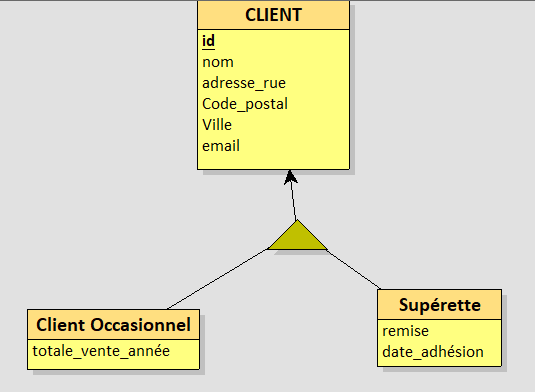 CLIENT
id
nom
adresse_rue
Code_postal
Ville
email
Client Occasionnel
totale_vente_année
Supérette
remise
date_adhésion